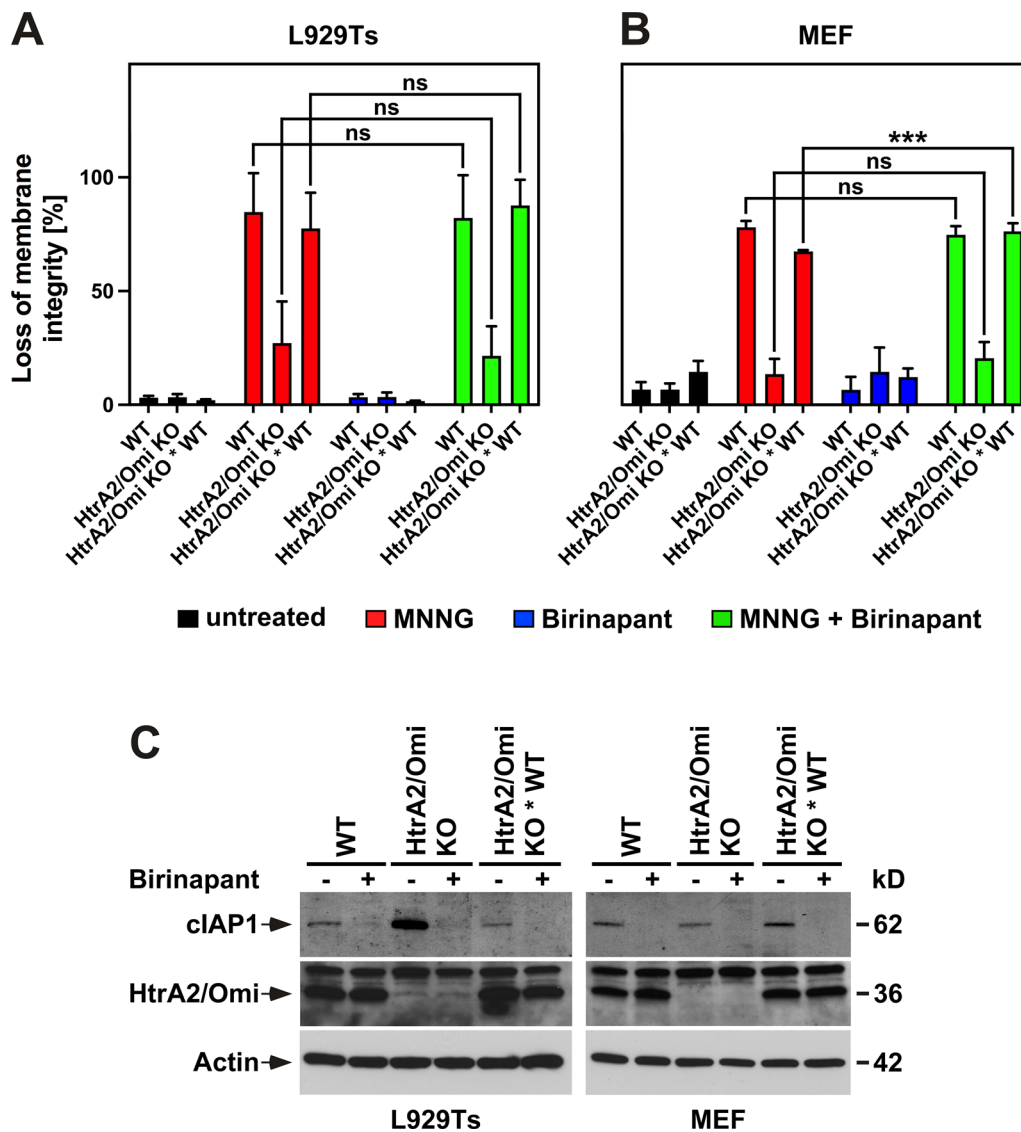 A
L929Ts
Loss of membrane
integrity [%]
100
50
0
ns
ns
ns
WT
HtrA2/Omi KO
HtrA2/Omi KO * WT
WT
HtrA2/Omi KO
HtrA2/Omi KO * WT
WT
HtrA2/Omi KO
HtrA2/Omi KO * WT
WT
HtrA2/Omi KO
HtrA2/Omi KO * WT
B
MEF
***
ns
ns
WT
HtrA2/Omi KO
HtrA2/Omi KO * WT
WT
HtrA2/Omi KO
HtrA2/Omi KO * WT
WT
HtrA2/Omi KO
HtrA2/Omi KO * WT
WT
HtrA2/Omi KO
HtrA2/Omi KO * WT
untreated MNNG Birinapant MNNG + Birinapant
C
WT
HtrA2/Omi
KO
HtrA2/Omi
KO * WT
WT
HtrA2/Omi
KO
HtrA2/Omi
KO * WT
Birinapant - + - + - + - + - + - + kD
cIAP1 62
HtrA2/Omi 36
Actin 42
L929Ts MEF